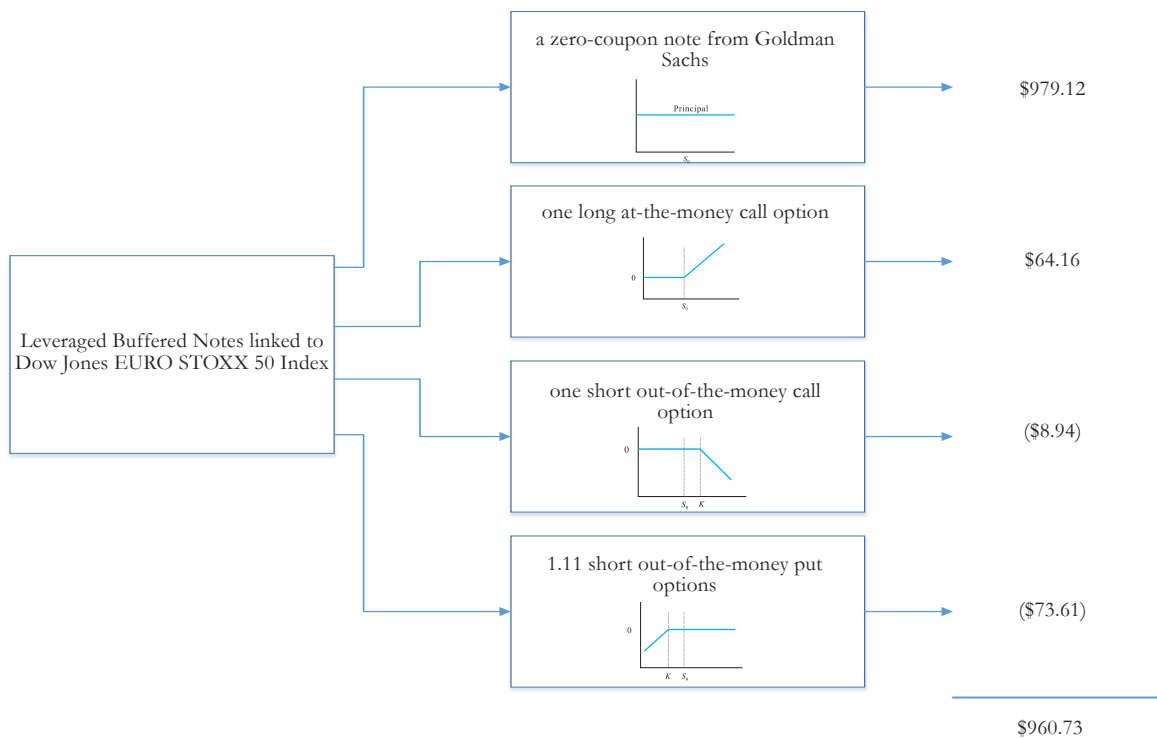 Leveraged Buffered Notes linked to
Dow Jones EURO STOXX 50 Index
a zero-coupon note from Goldman
Sachs
Principal
S₀
$979.12
one long at-the-money call option
0
S₀
$64.16
one short out-of-the-money call
option
0
S₀ K
($8.94)
1.11 short out-of-the-money put
options
0
K S₀
($73.61)
$960.73